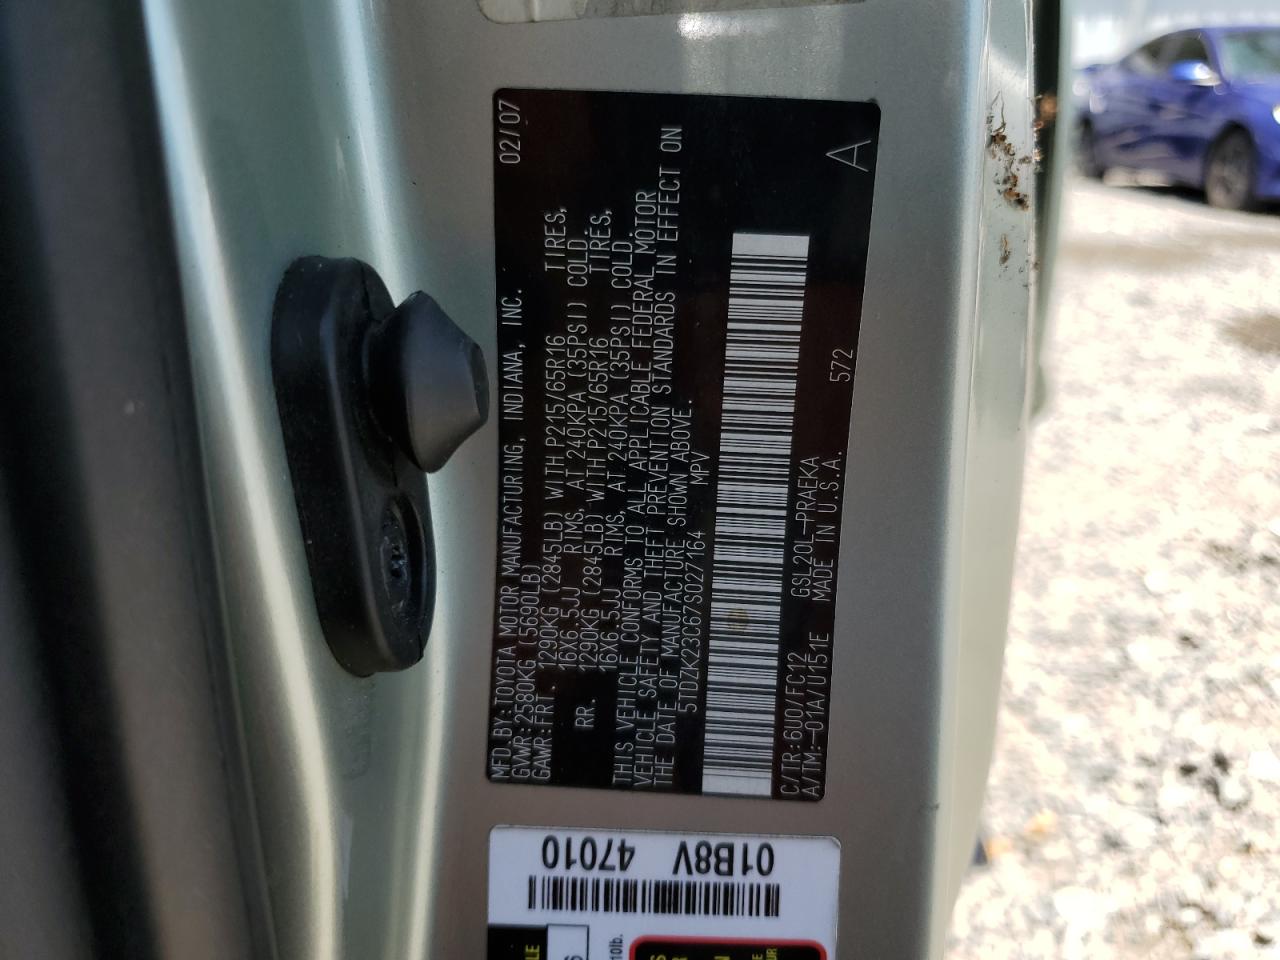 MFD.BY:TOYOTA MOTOR MANUFACTURING, INDIANA, INC. 02/07
GVWR:2580KG (5690LB)
GAWR:FRT. 1290KG (2845LB) WITH P215/65R16 TIRES,
16X6.5JJ RIMS, AT 240KPA (35PSI) COLD.
RR. 1290KG (2845LB) WITH P215/65R16 TIRES,
16X6.5JJ RIMS, AT 240KPA (35PSI) COLD.
THIS VEHICLE CONFORMS TO ALL APPLICABLE FEDERAL MOTOR
VEHICLE SAFETY AND THEFT PREVENTION STANDARDS IN EFFECT ON
THE DATE OF MANUFACTURE SHOWN ABOVE.
5TDZK23C67S027164 MPV
C/TR:6U0/FC12 GSL20L-PRAEKA 572
A/TM:-01A/U151E MADE IN U.S.A. A
01B8V
47010
10lb.